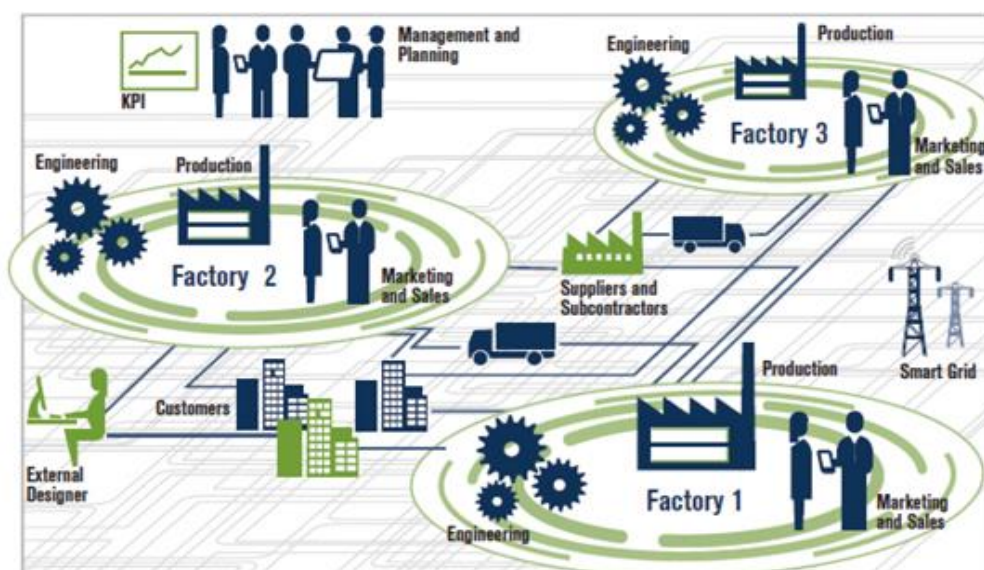 Management and
Planning
KPI
Engineering
Production
Factory 3
Marketing
and Sales
Engineering
Production
Factory 2
Marketing
and Sales
Suppliers and
Subcontractors
Smart Grid
Customers
External
Designer
Production
Factory 1
Engineering
Marketing
and Sales